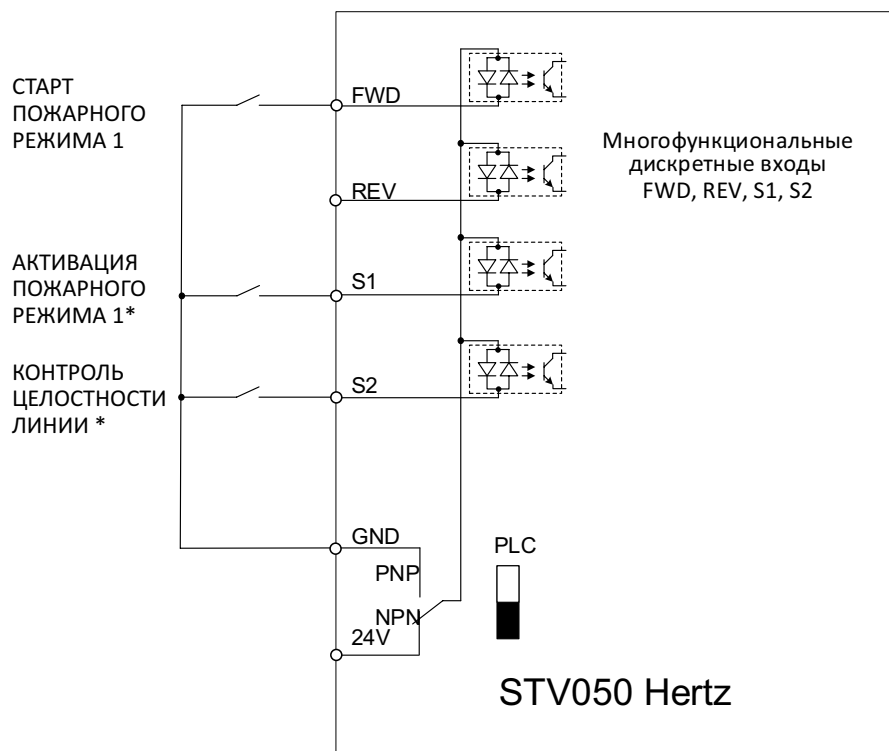 СТАРТ
ПОЖАРНОГО
РЕЖИМА 1
FWD
Многофункциональные
дискретные входы
FWD, REV, S1, S2
REV
АКТИВАЦИЯ
ПОЖАРНОГО
РЕЖИМА 1*
S1
КОНТРОЛЬ
ЦЕЛОСТНОСТИ
ЛИНИИ *
S2
GND
PLC
PNP
NPN
24V
STV050 Hertz